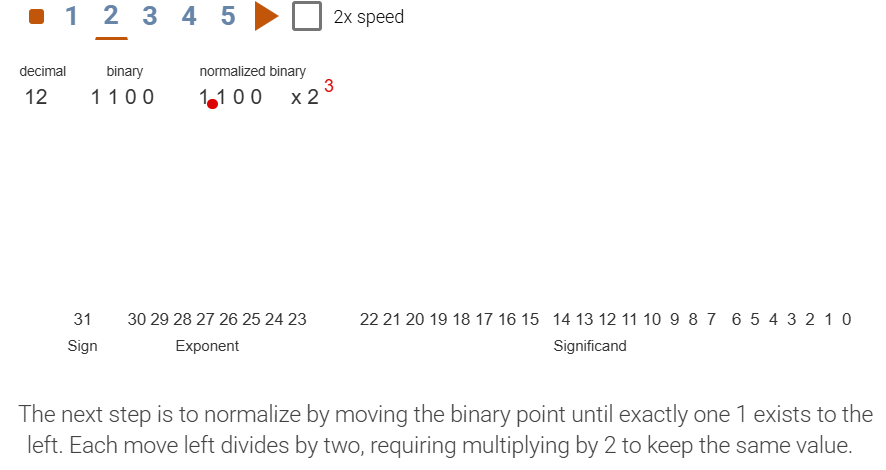 1 2 3 4 5 2x speed
decimal binary normalized binary
12 1 1 0 0 1.1 0 0 x 2 3
31 30 29 28 27 26 25 24 23 22 21 20 19 18 17 16 15 14 13 12 11 10 9 8 7 6 5 4 3 2 1 0
Sign Exponent Significand
The next step is to normalize by moving the binary point until exactly one 1 exists to the
left. Each move left divides by two, requiring multiplying by 2 to keep the same value.